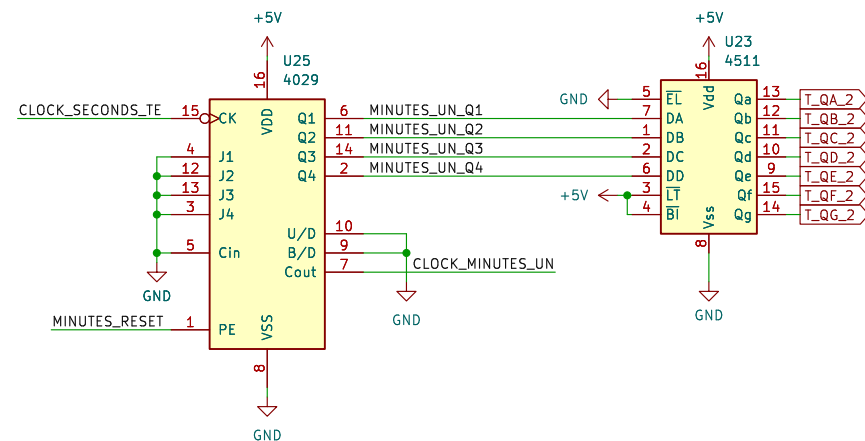 +5V
U25
4029
16
VDD
CLOCK_SECONDS_TE
15
CK
4
J1
12
J2
13
J3
3
J4
5
Cin
GND
MINUTES_RESET
1
PE
Q1
6
MINUTES_UN_Q1
Q2
11
MINUTES_UN_Q2
Q3
14
MINUTES_UN_Q3
Q4
2
MINUTES_UN_Q4
U/D
10
B/D
9
Cout
7
CLOCK_MINUTES_UN
GND
VSS
8
GND
+5V
U23
4511
16
Vdd
GND
5
EL
7
DA
1
DB
2
DC
6
DD
+5V
3
LT
4
BI
Qa
13
T_QA_2
Qb
12
T_QB_2
Qc
11
T_QC_2
Qd
10
T_QD_2
Qe
9
T_QE_2
Qf
15
T_QF_2
Qg
14
T_QG_2
Vss
8
GND